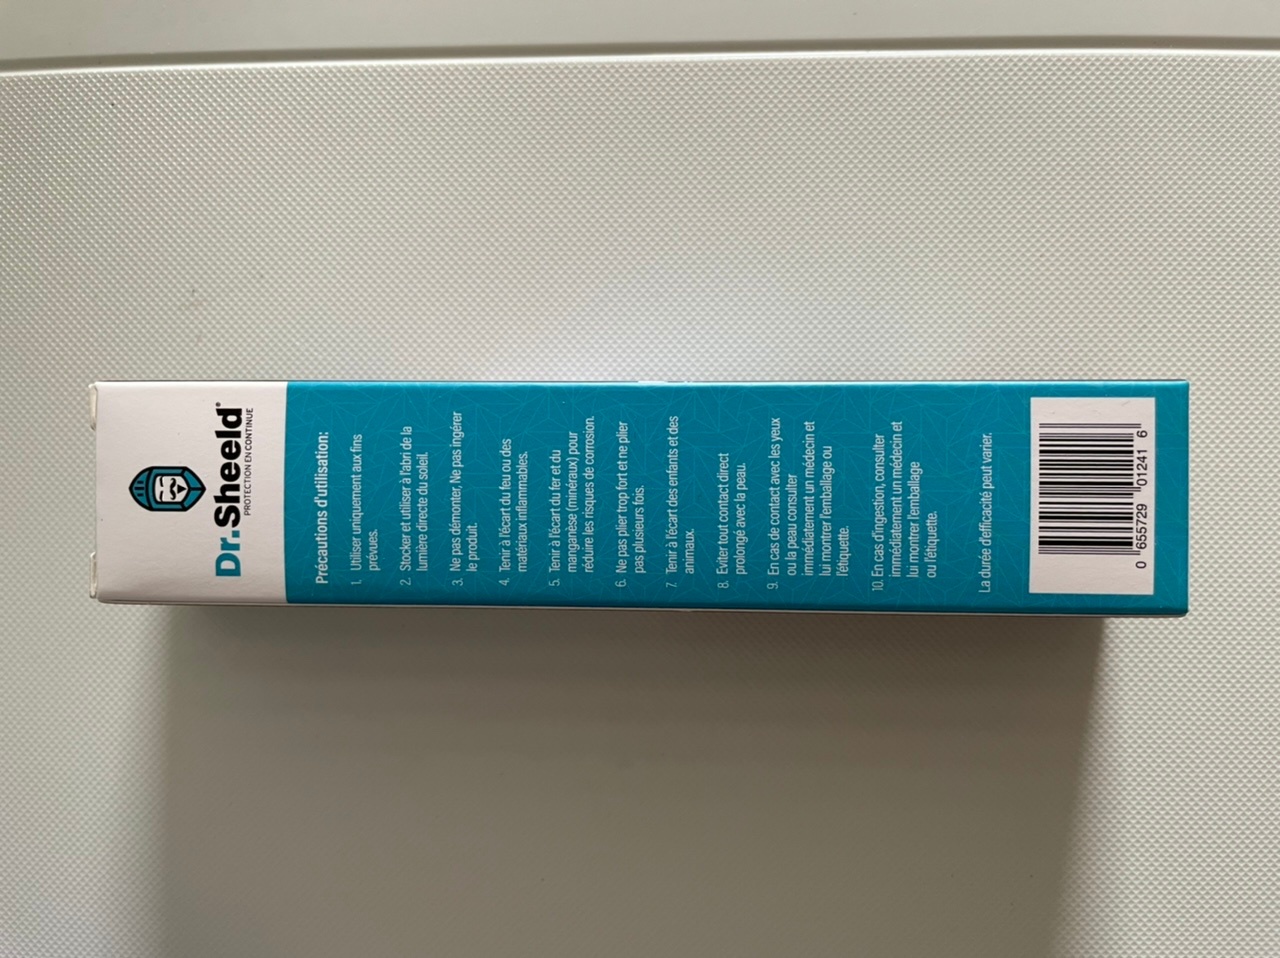 Dr.Sheeld®
PROTECTION EN CONTINUE
Précautions d'utilisation:
1. Utiliser uniquement aux fins
prévues.
2. Stocker et utiliser à l'abri de la
lumière directe du soleil.
3. Ne pas démonter, Ne pas ingérer
le produit.
4. Tenir à l'écart du feu ou des
matériaux inflammables.
5. Tenir à l'écart du fer et du
manganèse (minéraux) pour
réduire les risques de corrosion.
6. Ne pas plier trop fort et ne plier
pas plusieurs fois.
7. Tenir à l'écart des enfants et des
animaux.
8. Eviter tout contact direct
prolongé avec la peau.
9. En cas de contact avec les yeux
ou la peau consulter
immédiatement un médecin et
lui montrer l'emballage ou
l'étiquette.
10. En cas d'ingestion, consulter
immédiatement un médecin et
lui montrer l'emballage
ou l'étiquette.
La durée d'efficacité peut varier.
0 655729 01241 6